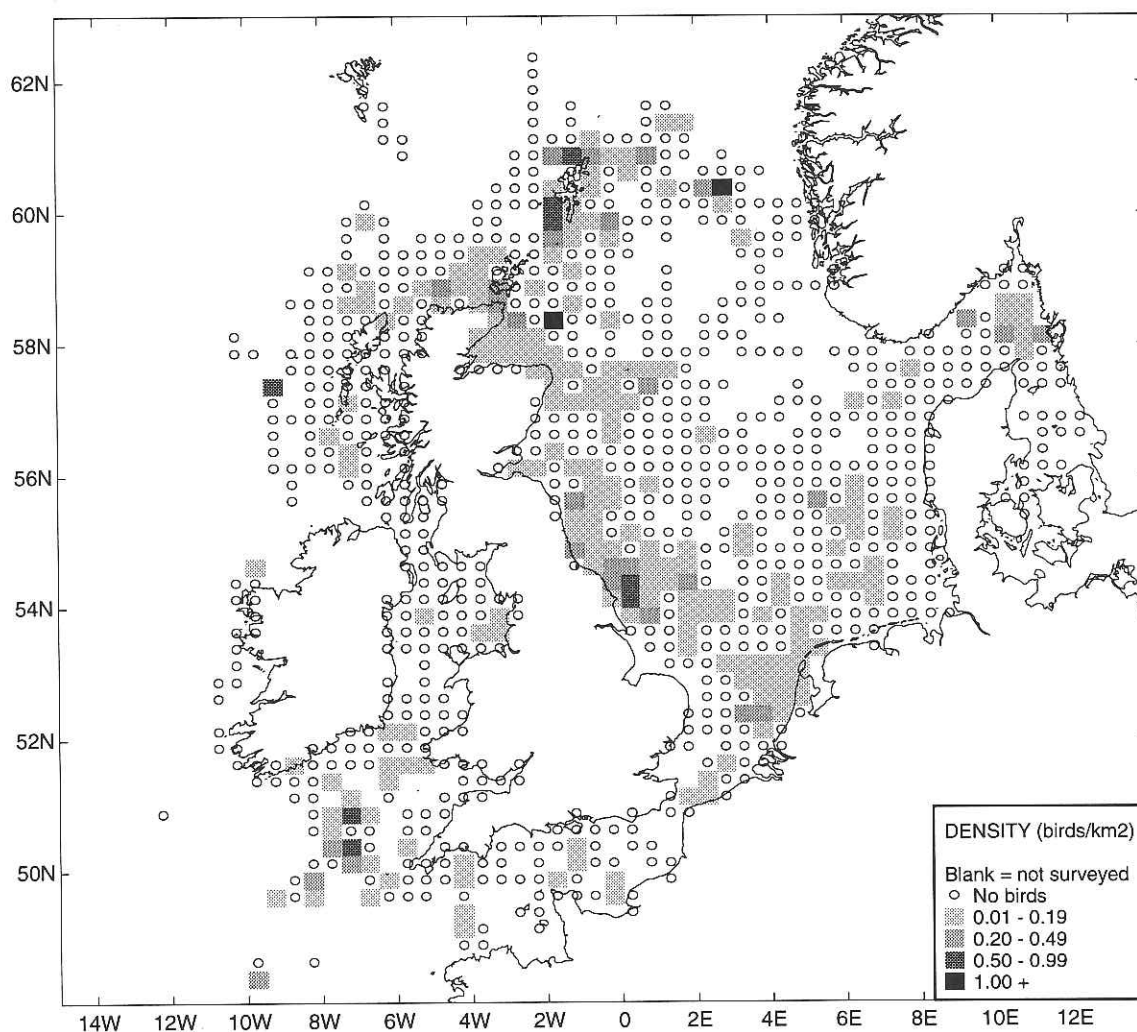 62N
60N
58N
56N
54N
52N
50N
14W 12W 10W 8W 6W 4W 2W 0 2E 4E 6E 8E 10E 12E
DENSITY (birds/km2)
Blank = not surveyed
No birds
0.01 - 0.19
0.20 - 0.49
0.50 - 0.99
1.00 +